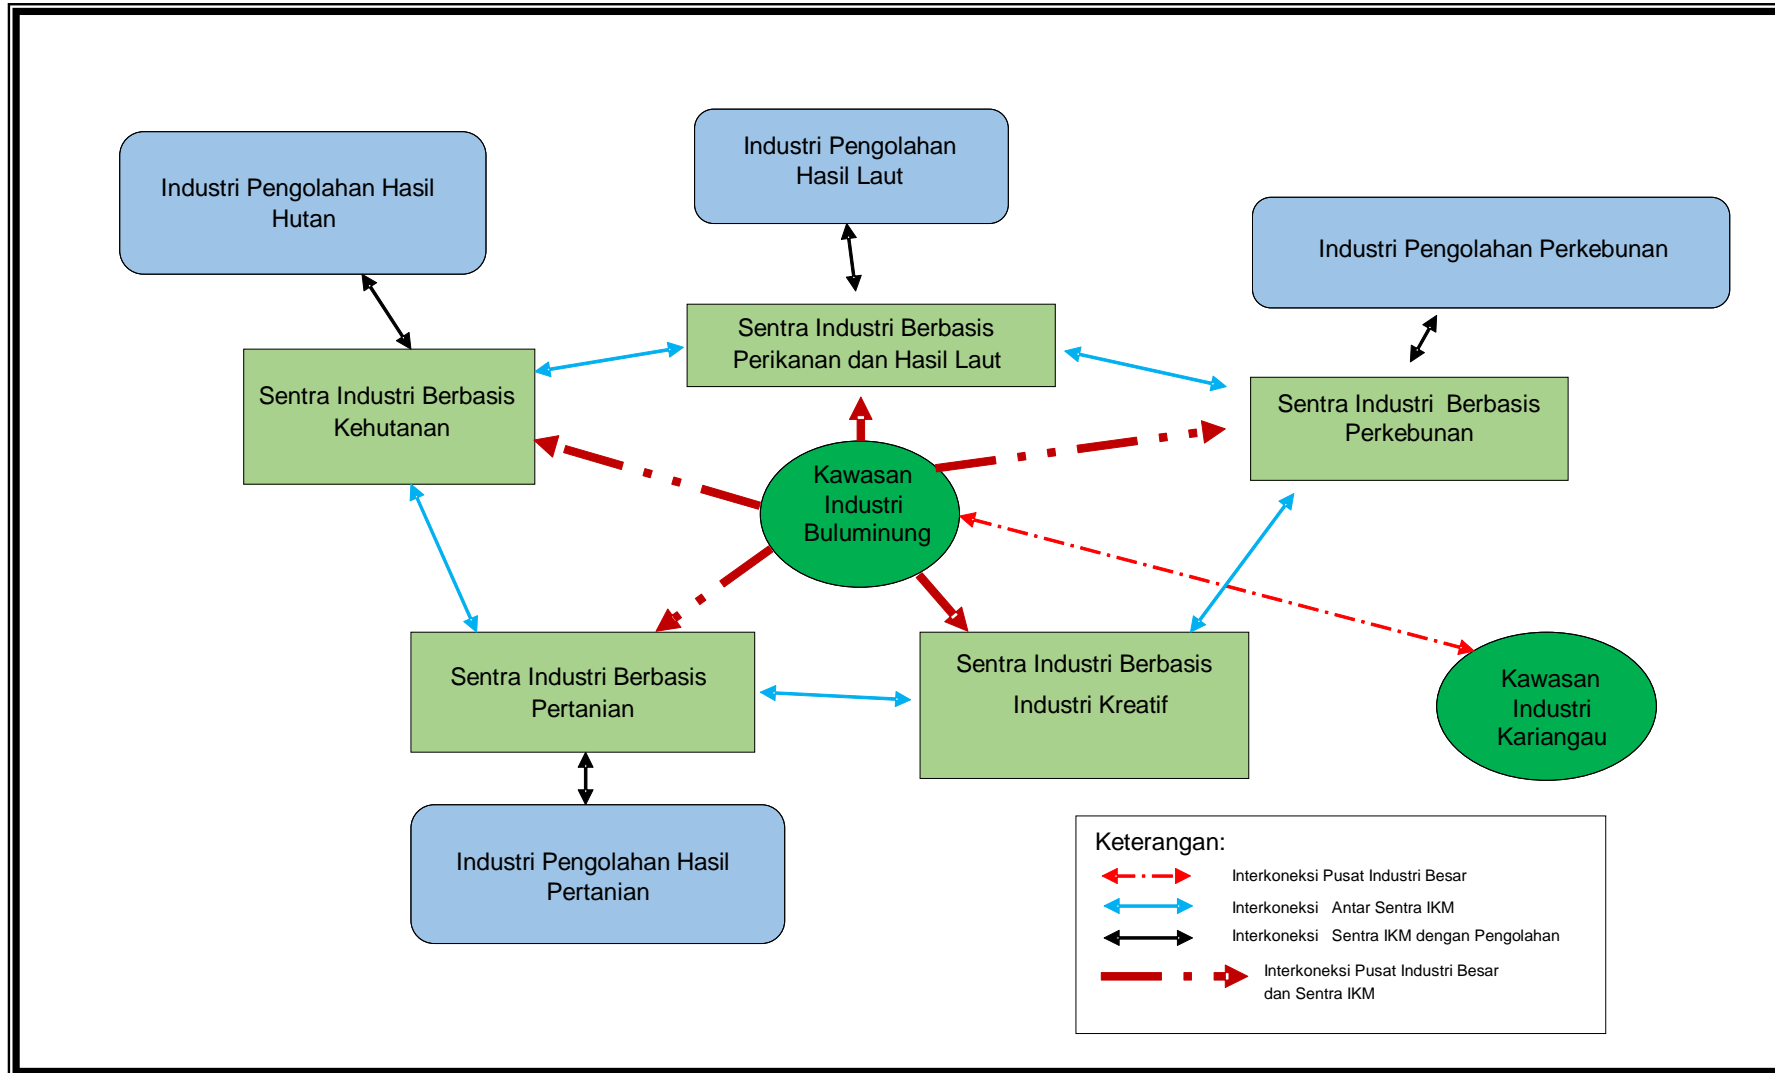 Industri Pengolahan Hasil
Hutan
Industri Pengolahan
Hasil Laut
Industri Pengolahan Perkebunan
Sentra Industri Berbasis
Perikanan dan Hasil Laut
Sentra Industri Berbasis
Kehutanan
Sentra Industri Berbasis
Perkebunan
Kawasan
Industri
Buluminung
Sentra Industri Berbasis
Pertanian
Sentra Industri Berbasis
Industri Kreatif
Kawasan
Industri
Kariangau
Industri Pengolahan Hasil
Pertanian
Keterangan:
Interkoneksi Pusat Industri Besar
Interkoneksi Antar Sentra IKM
Interkoneksi Sentra IKM dengan Pengolahan
Interkoneksi Pusat Industri Besar
dan Sentra IKM